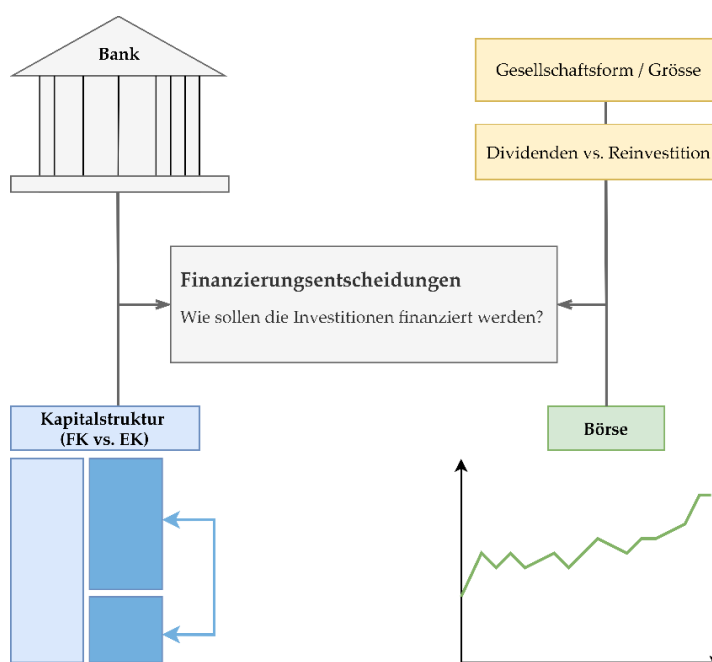 Bank
Gesellschaftsform / Grösse
Dividenden vs. Reinvestition
Finanzierungsentscheidungen
Wie sollen die Investitionen finanziert werden?
Kapitalstruktur
(FK vs. EK)
Börse